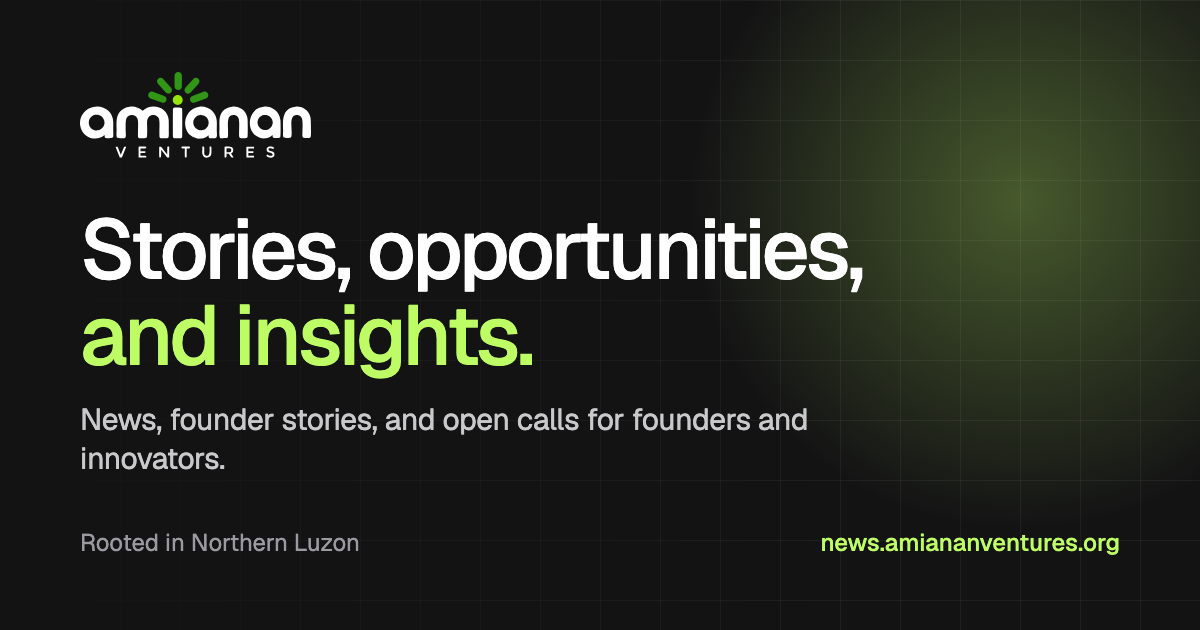 amianan
VENTURES
Stories, opportunities,
and insights.
News, founder stories, and open calls for founders and
innovators.
Rooted in Northern Luzon
news.amiananventures.org